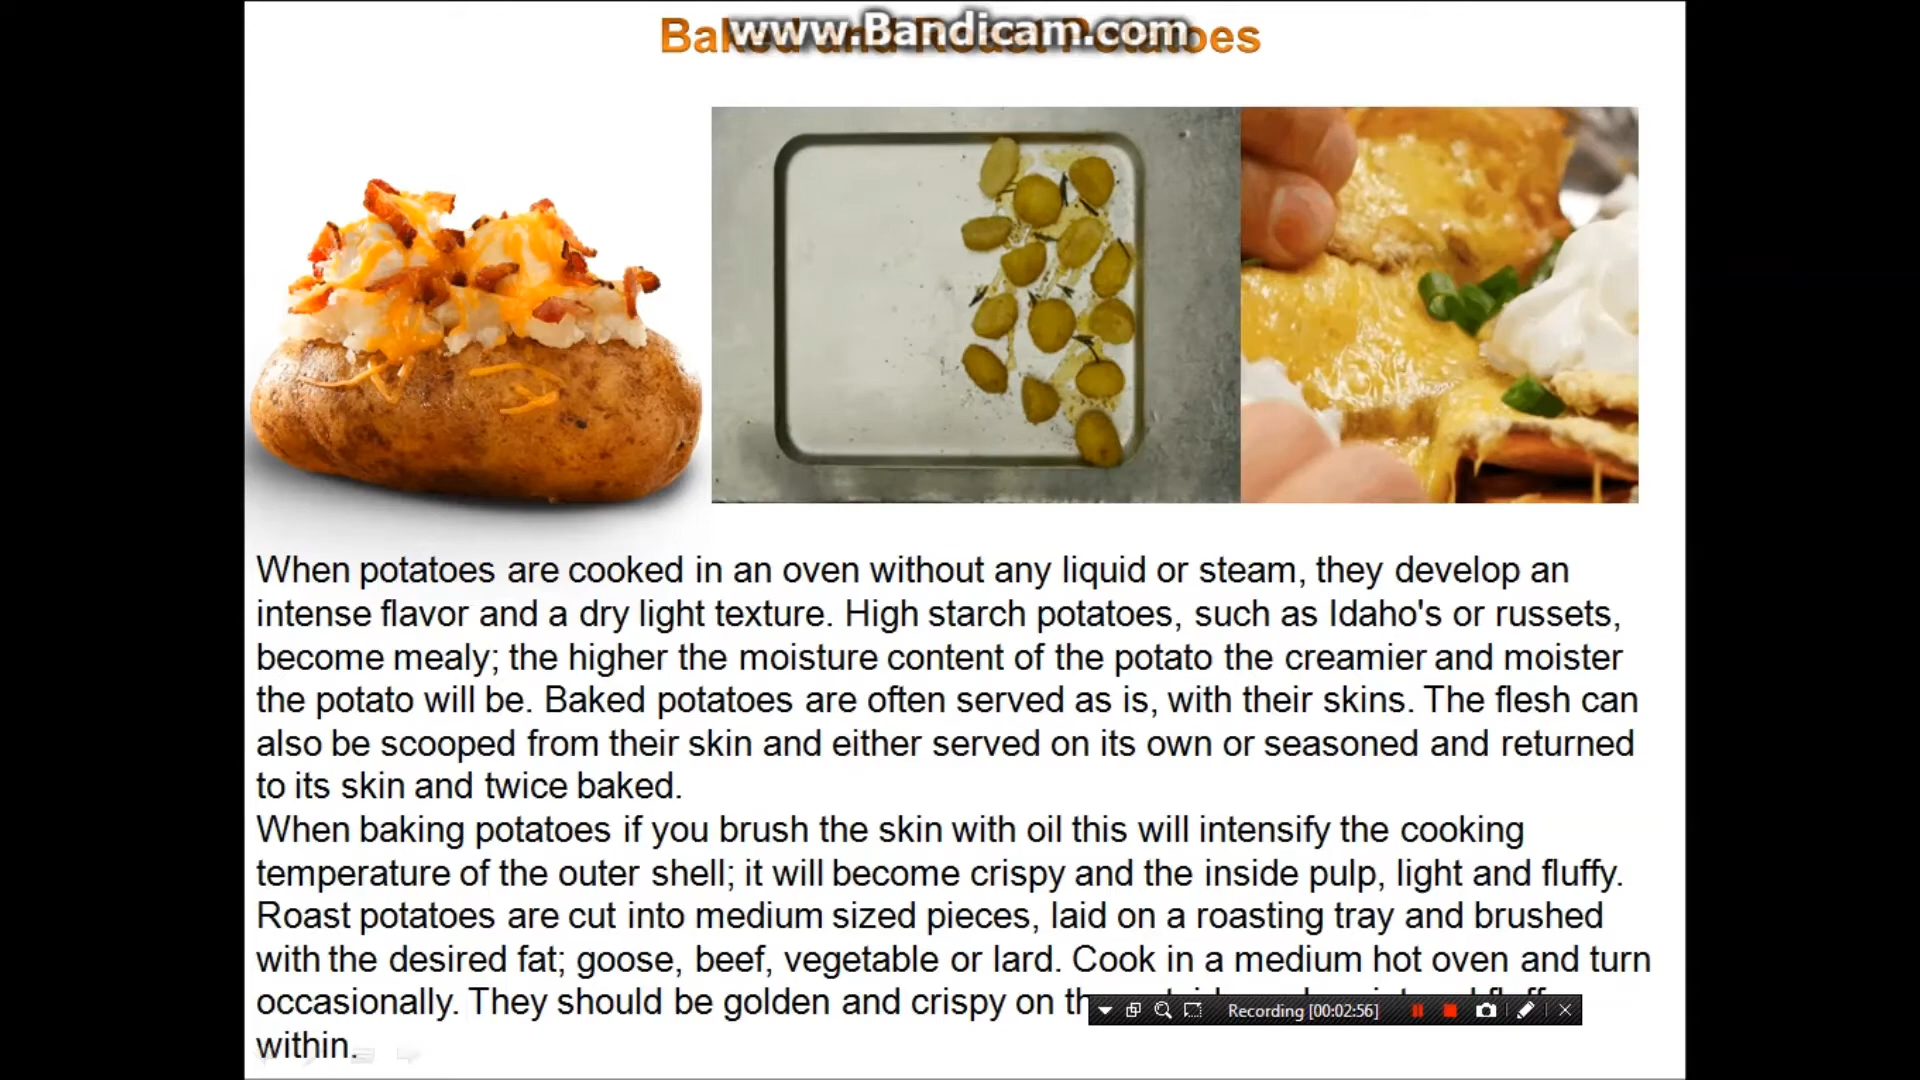 Baked and Roast Potatoes
www.Bandicam.com
When potatoes are cooked in an oven without any liquid or steam, they develop an
intense flavor and a dry light texture. High starch potatoes, such as Idaho's or russets,
become mealy; the higher the moisture content of the potato the creamier and moister
the potato will be. Baked potatoes are often served as is, with their skins. The flesh can
also be scooped from their skin and either served on its own or seasoned and returned
to its skin and twice baked.
When baking potatoes if you brush the skin with oil this will intensify the cooking
temperature of the outer shell; it will become crispy and the inside pulp, light and fluffy.
Roast potatoes are cut into medium sized pieces, laid on a roasting tray and brushed
with the desired fat; goose, beef, vegetable or lard. Cook in a medium hot oven and turn
occasionally. They should be golden and crispy on
Recording [00:02:56]
within.